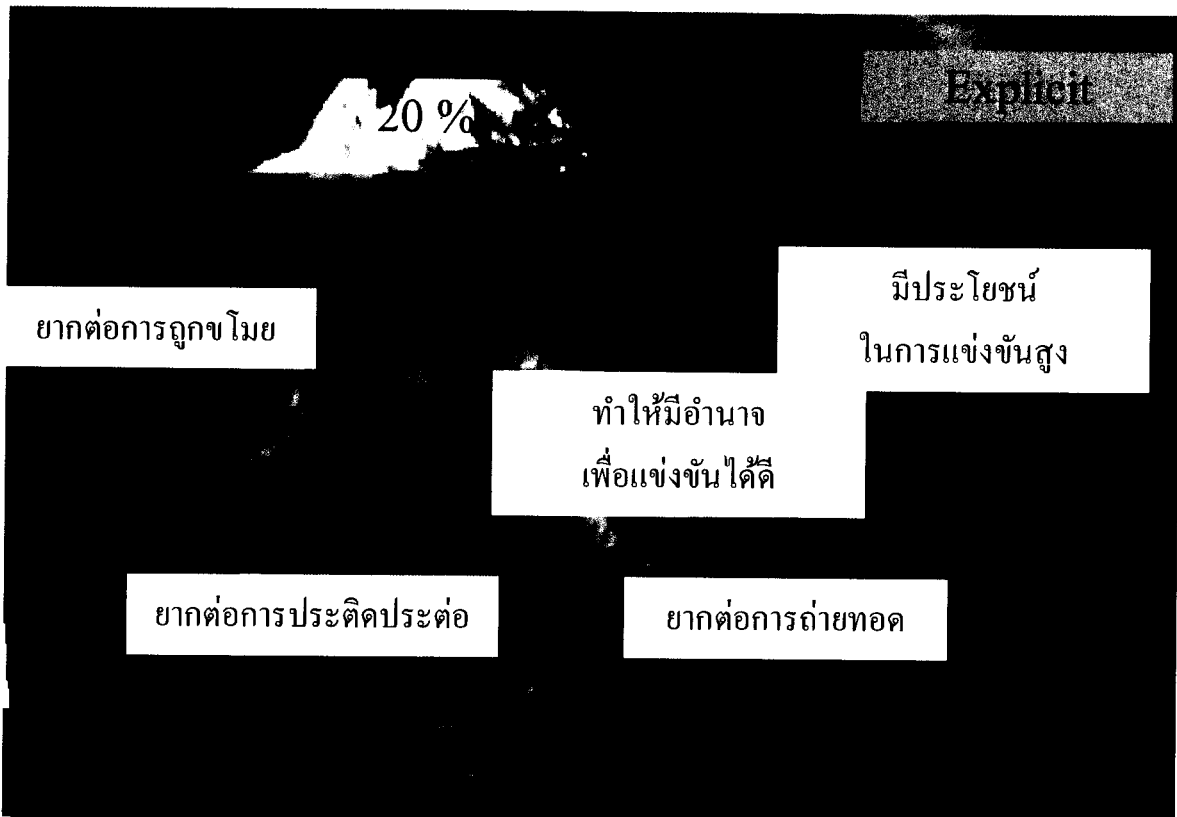 20 %
Explicit
ยากต่อการถูกขโมย
มีประโยชน์
ในการแข่งขันสูง
ทำให้มีอำนาจ
เพื่อแข่งขันได้ดี
ยากต่อการประติดประต่อ
ยากต่อการถ่ายทอด